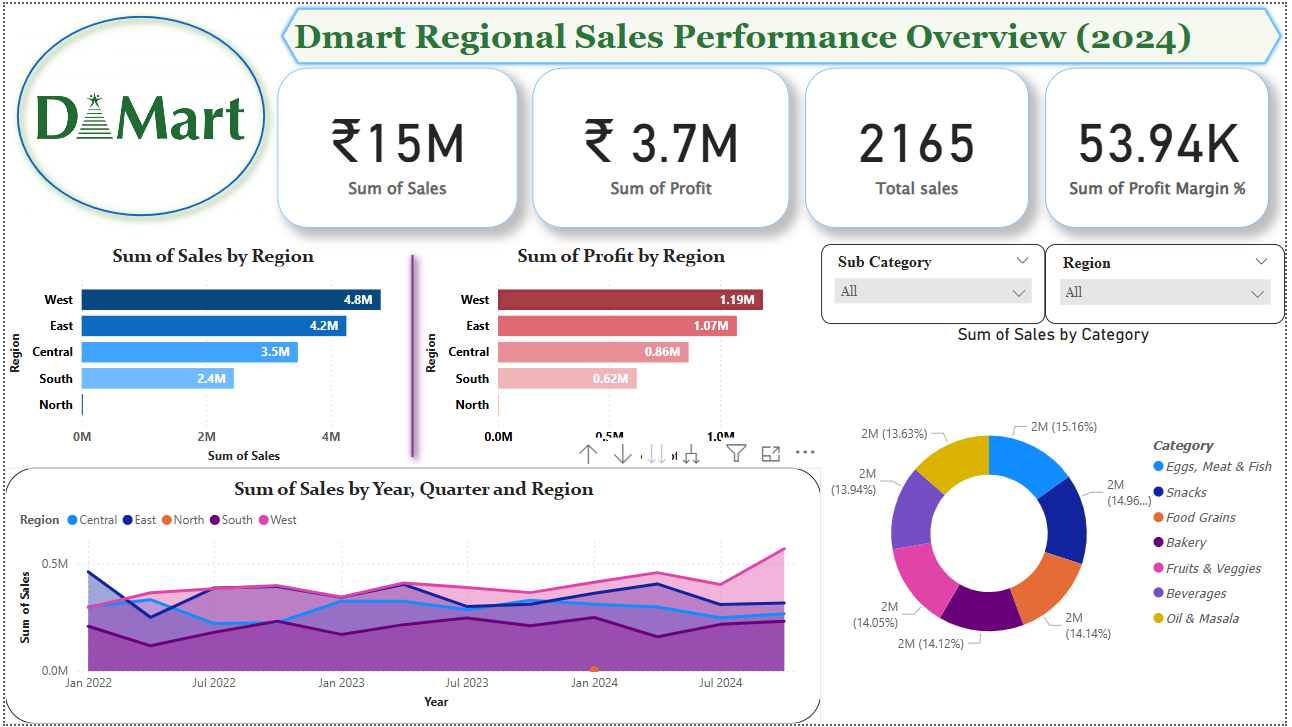 Dmart Regional Sales Performance Overview (2024)
D Mart
₹15M
Sum of Sales
₹ 3.7M
Sum of Profit
2165
Total sales
53.94K
Sum of Profit Margin %
Sum of Sales by Region
Region
West
4.8M
East
4.2M
Central
3.5M
South
2.4M
North
0M
2M
4M
Sum of Sales
Sum of Profit by Region
Region
West
1.19M
East
1.07M
Central
0.86M
South
0.62M
North
0.0M
0.5M
1.0M
Sub Category
All
Region
All
Sum of Sales by Category
2M (15.16%)
2M
(14.96...)
2M
(14.14%)
2M (14.12%)
2M
(14.05%)
2M
(13.94%)
2M (13.63%)
Category
Eggs, Meat & Fish
Snacks
Food Grains
Bakery
Fruits & Veggies
Beverages
Oil & Masala
Sum of Sales by Year, Quarter and Region
Region Central East North South West
Sum of Sales
0.5M
0.0M
Jan 2022
Jul 2022
Jan 2023
Jul 2023
Jan 2024
Jul 2024
Year